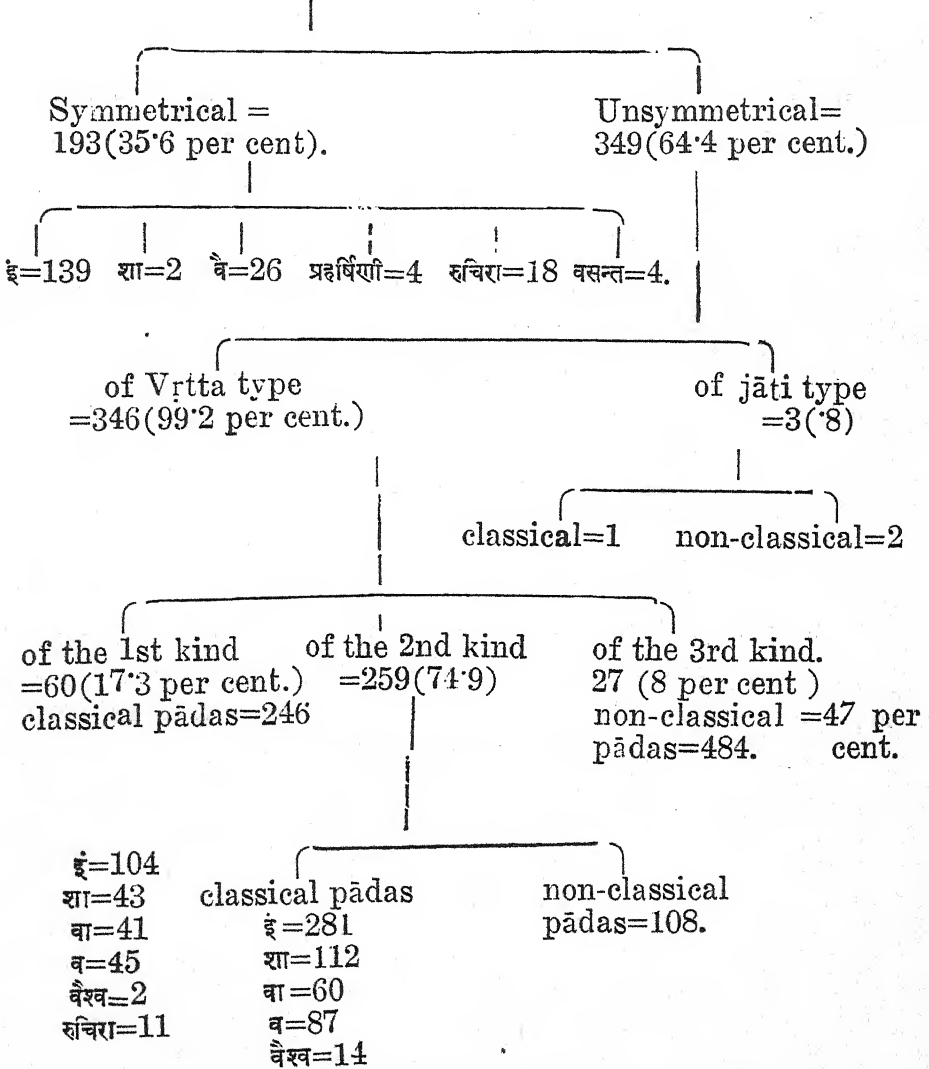 Symmetrical = Unsymmetrical=
193(35·6 per cent). 349(64·4 per cent.)
इं=139 शा=2 वै=26 प्रहर्षिणी=4 रुचिरा=18 वसन्त=4.
of Vṛtta type of jāti type
=346(99·2 per cent.) =3(·8)
classical=1 non-classical=2
of the 1st kind of the 2nd kind of the 3rd kind.
=60(17·3 per cent.) =259(74·9) 27 (8 per cent )
classical pādas=246 non-classical =47 per
pādas=484. cent.
इं=104
शा=43 classical pādas non-classical
वा=41 इं=281 pādas=108.
व=45 शा=112
वैश्व=2 वा=60
रुचिरा=11 व=87
वैश्व=14